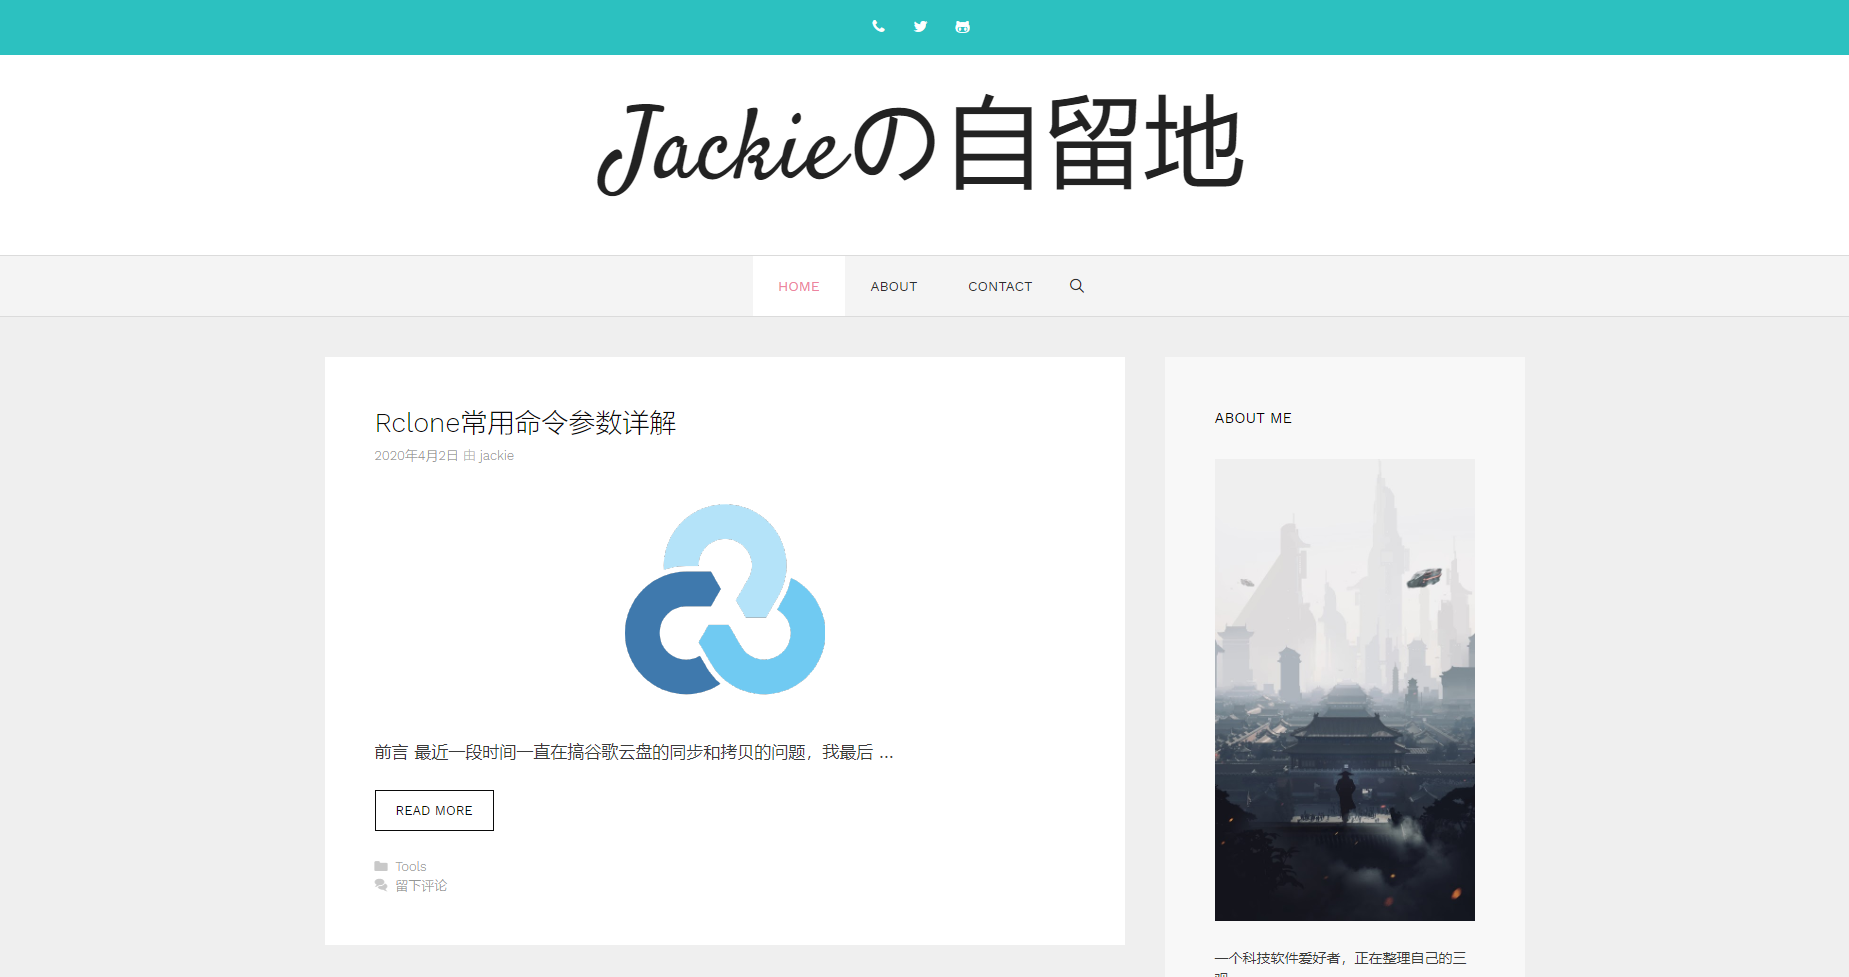 Jackieの自留地
HOME ABOUT CONTACT
Rclone常用命令参数详解
2020年4月2日 由 jackie
前言 最近一段时间一直在搞谷歌云盘的同步和拷贝的问题，我最后 …
READ MORE
Tools
留下评论
ABOUT ME
一个科技软件爱好者，正在整理自己的三